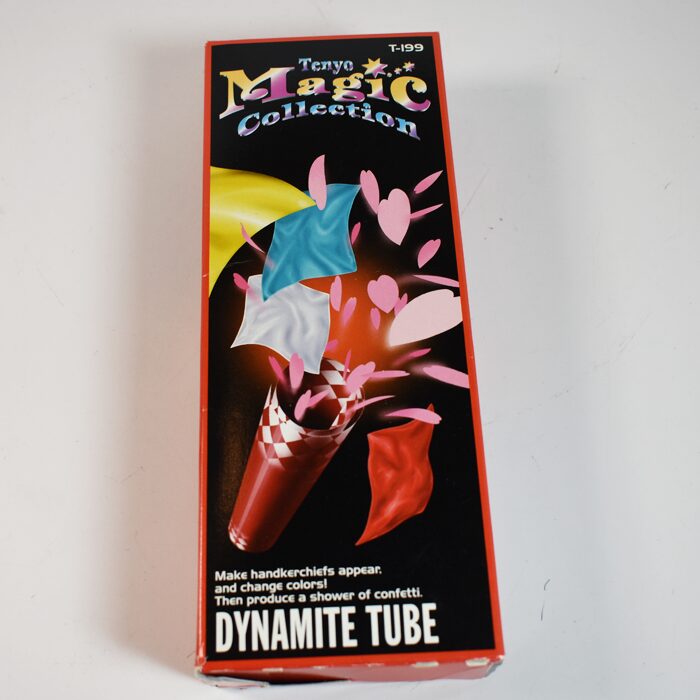 T-199
Tenyo
Magic
Collection
Make handkerchiefs appear.
and change colors!
Then produce a shower of confetti.
DYNAMITE TUBE